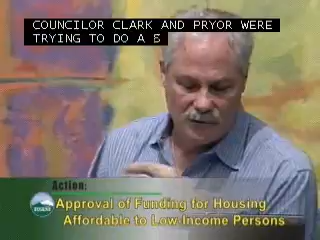 COUNCILOR CLARK AND PRYOR WERE
TRYING TO DO A S
Action:
Approval of Funding for Housing
Affordable to Low-Income Persons